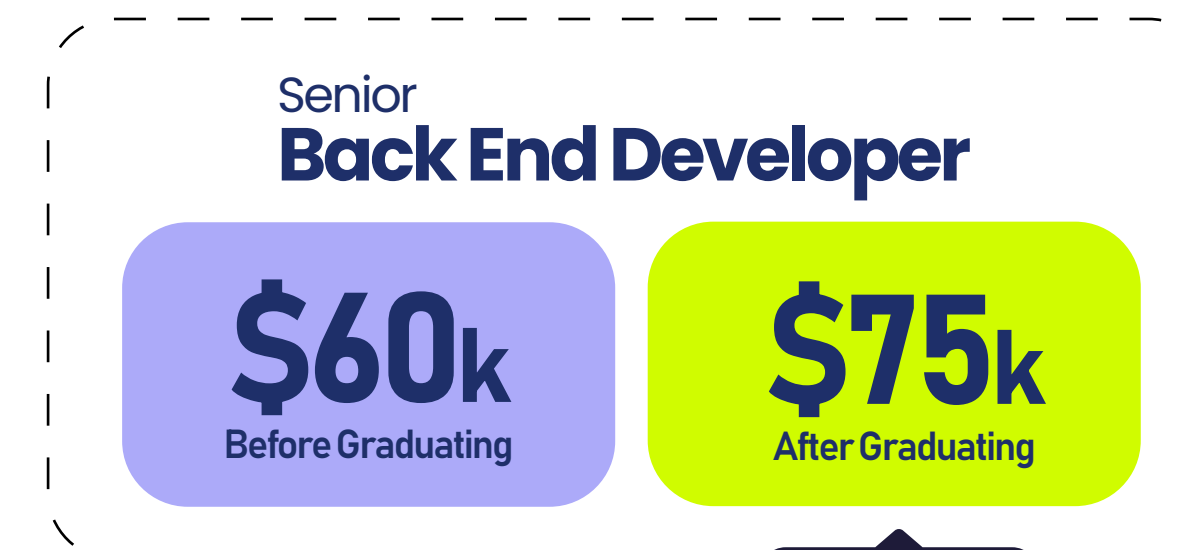 Senior
Back End Developer
$60k
Before Graduating
$75k
After Graduating